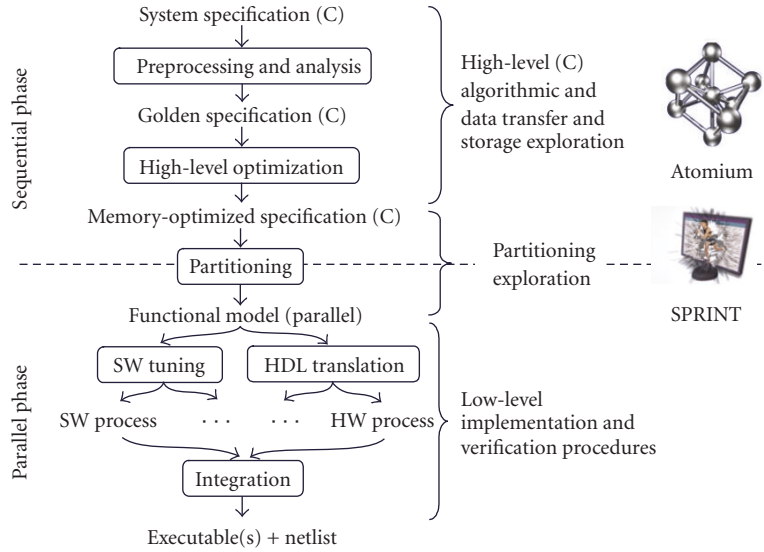 System specification (C)
Preprocessing and analysis
Golden specification (C)
High-level optimization
Memory-optimized specification (C)
Partitioning
Functional model (parallel)
SW tuning
HDL translation
SW process
· · ·
· · ·
HW process
Integration
Executable(s) + netlist
Sequential phase
Parallel phase
High-level (C)
algorithmic and
data transfer and
storage exploration
Partitioning
exploration
Low-level
implementation and
verification procedures
Atomium
SPRINT